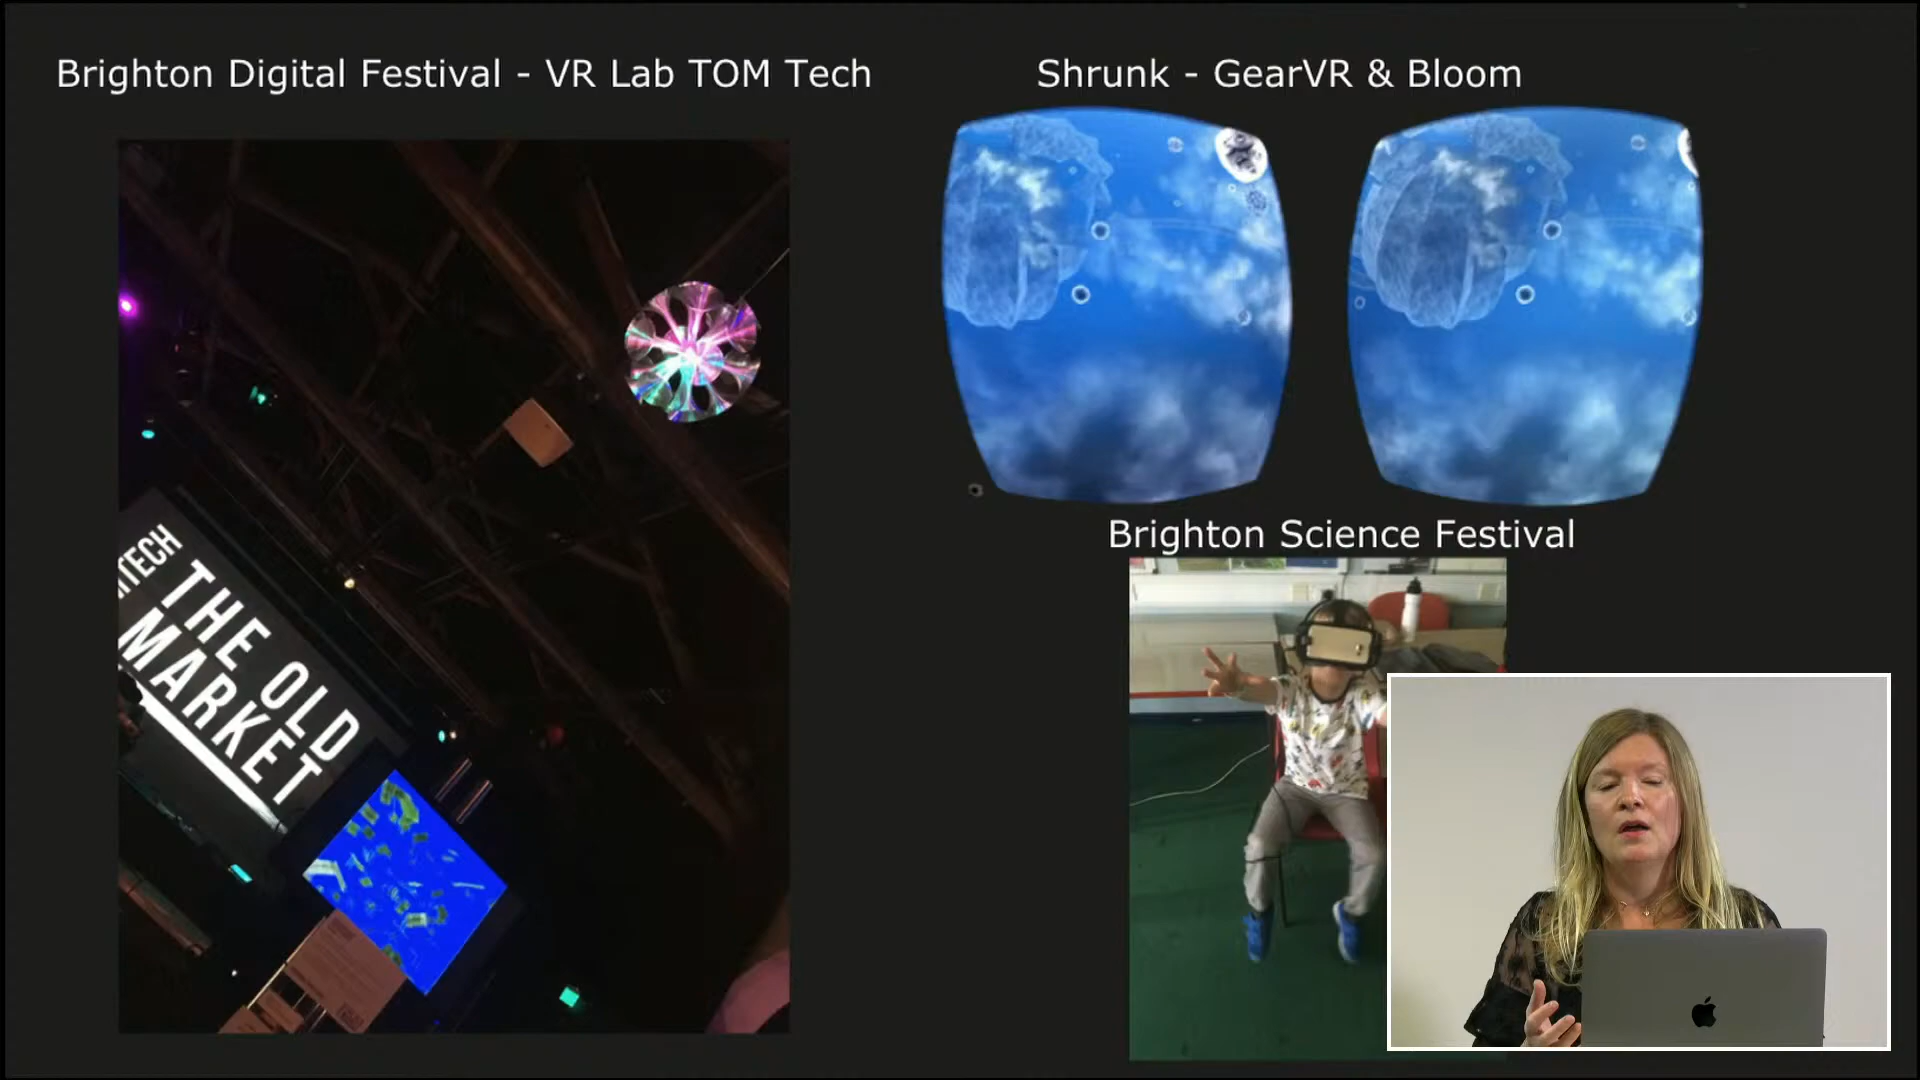 Brighton Digital Festival - VR Lab TOM Tech
Shrunk - GearVR & Bloom
Brighton Science Festival
TECH
THE OLD
MARKET